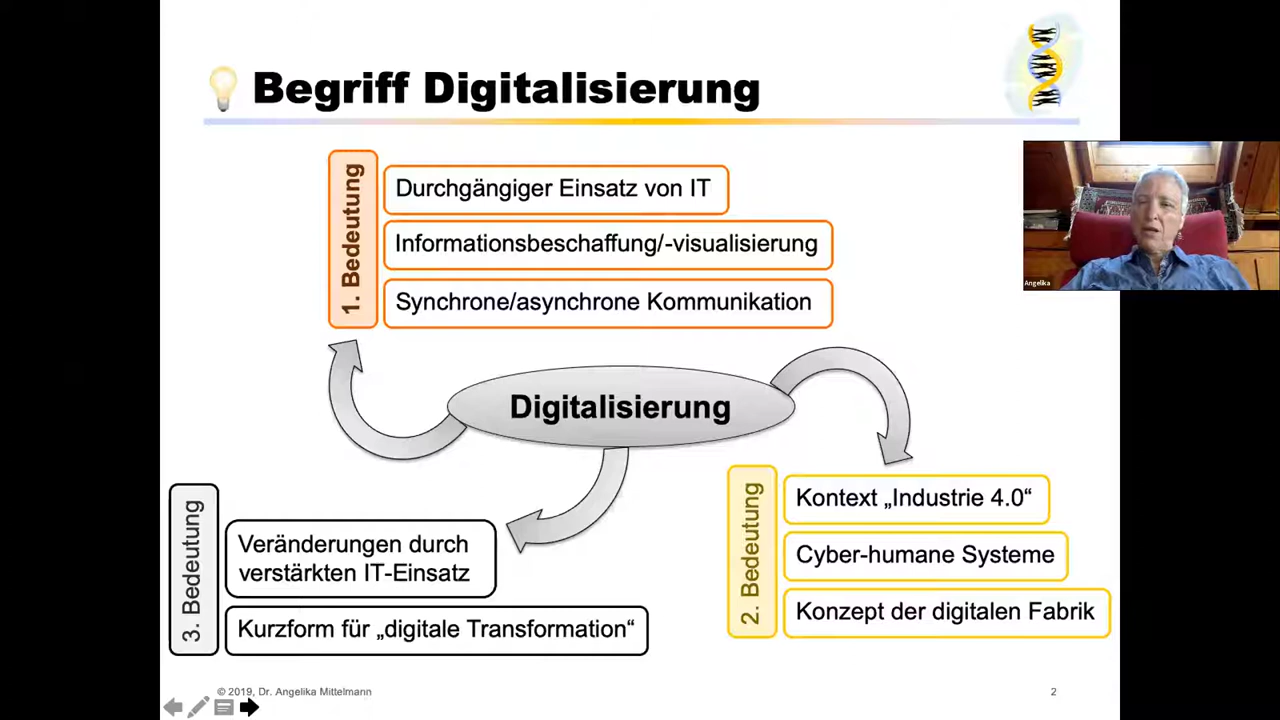 Begriff Digitalisierung
1. Bedeutung
Durchgängiger Einsatz von IT
Informationsbeschaffung/-visualisierung
Synchrone/asynchrone Kommunikation
Angelika
Digitalisierung
2. Bedeutung
Kontext „Industrie 4.0“
Cyber-humane Systeme
Konzept der digitalen Fabrik
3. Bedeutung
Veränderungen durch
verstärkten IT-Einsatz
Kurzform für „digitale Transformation“
© 2019, Dr. Angelika Mittelmann
2